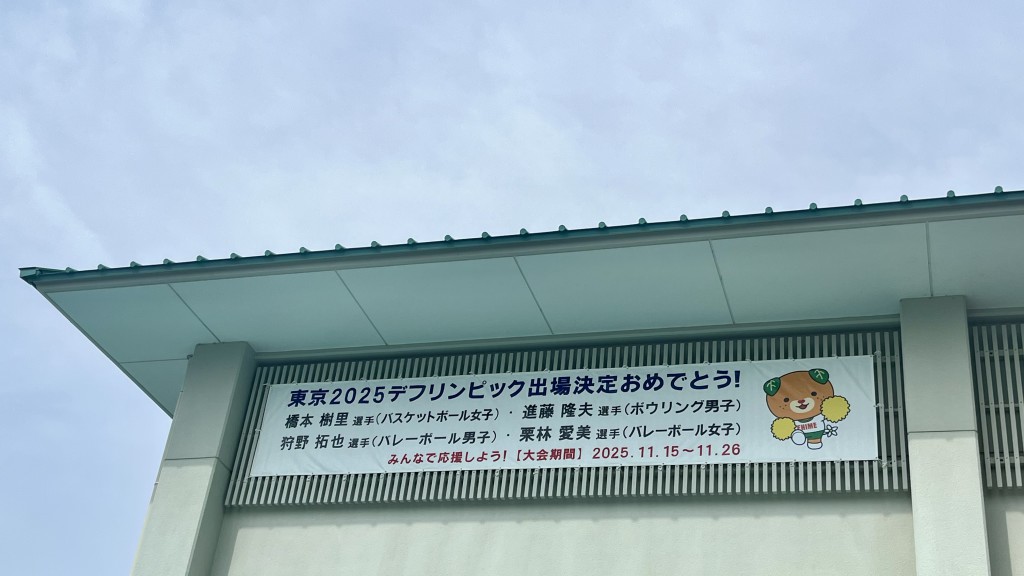 東京2025デフリンピック出場決定おめでとう!
橋本 樹里 選手(バスケットボール女子)・進藤 隆夫 選手(ボウリング男子)
狩野 拓也 選手(バレーボール男子)・栗林 愛美 選手(バレーボール女子)
みんなで応援しよう!【大会期間】2025.11.15～11.26
EHIME